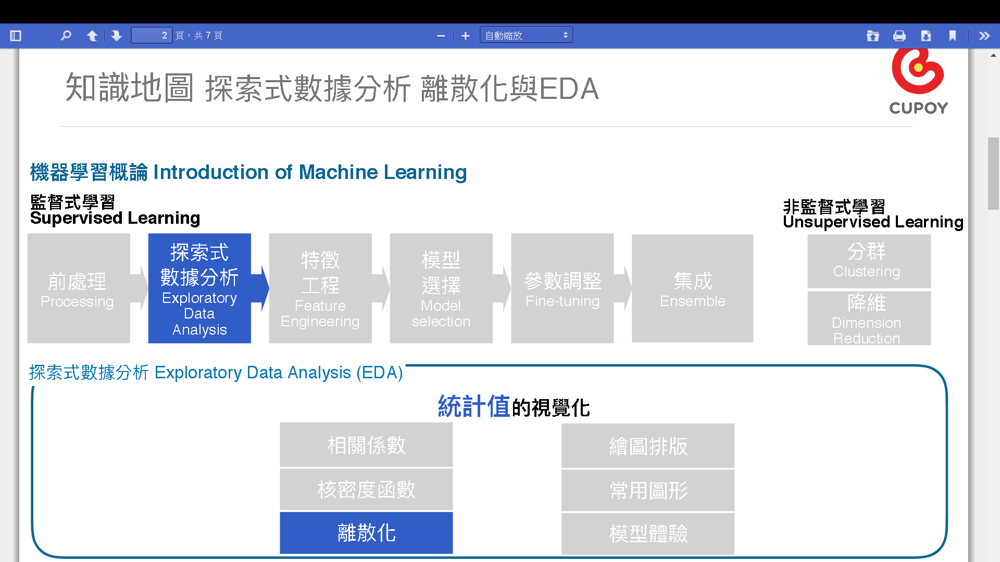 2 頁，共 7 頁
自動縮放
知識地圖 探索式數據分析 離散化與EDA
CUPOY
機器學習概論 Introduction of Machine Learning
監督式學習
Supervised Learning
非監督式學習
Unsupervised Learning
前處理
Processing
探索式
數據分析
Exploratory
Data
Analysis
特徵
工程
Feature
Engineering
模型
選擇
Model
selection
參數調整
Fine-tuning
集成
Ensemble
分群
Clustering
降維
Dimension
Reduction
探索式數據分析 Exploratory Data Analysis (EDA)
統計值的視覺化
相關係數
核密度函數
離散化
繪圖排版
常用圖形
模型體驗